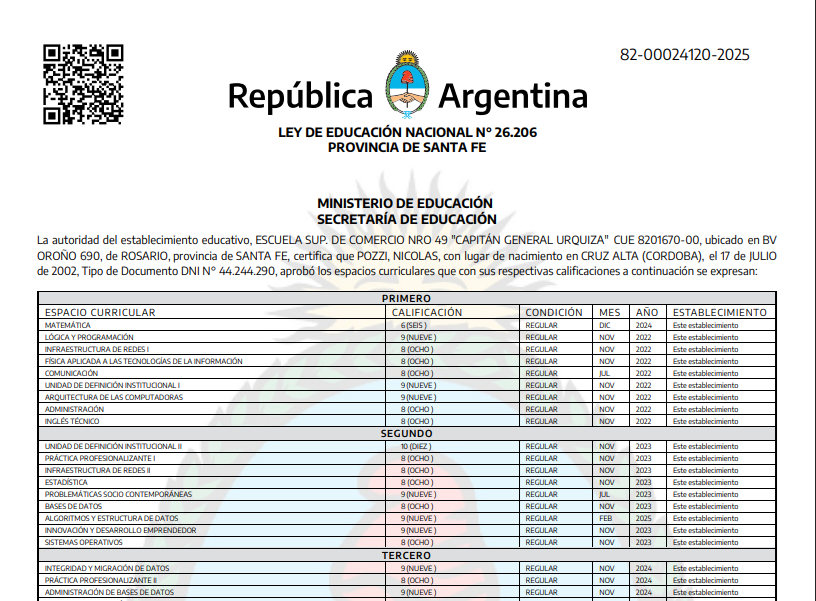 82-00024120-2025
República Argentina
LEY DE EDUCACIÓN NACIONAL N° 26.206
PROVINCIA DE SANTA FE
MINISTERIO DE EDUCACIÓN
SECRETARÍA DE EDUCACIÓN
La autoridad del establecimiento educativo, ESCUELA SUP. DE COMERCIO NRO 49 "CAPITÁN GENERAL URQUIZA" CUE 8201670-00, ubicado en BV
OROÑO 690, de ROSARIO, provincia de SANTA FE, certifica que POZZI, NICOLAS, con lugar de nacimiento en CRUZ ALTA (CORDOBA), el 17 de JULIO
de 2002, Tipo de Documento DNI N° 44.244.290, aprobó los espacios curriculares que con sus respectivas calificaciones a continuación se expresan:
PRIMERO
ESPACIO CURRICULAR CALIFICACIÓN CONDICIÓN MES AÑO ESTABLECIMIENTO
MATEMÁTICA 6 (SEIS ) REGULAR DIC 2024 Este establecimiento
LÓGICA Y PROGRAMACIÓN 9 (NUEVE ) REGULAR NOV 2022 Este establecimiento
INFRAESTRUCTURA DE REDES I 8 (OCHO ) REGULAR NOV 2022 Este establecimiento
FÍSICA APLICADA A LAS TECNOLOGÍAS DE LA INFORMACIÓN 8 (OCHO ) REGULAR NOV 2022 Este establecimiento
COMUNICACIÓN 8 (OCHO ) REGULAR JUL 2022 Este establecimiento
UNIDAD DE DEFINICIÓN INSTITUCIONAL I 9 (NUEVE ) REGULAR NOV 2022 Este establecimiento
ARQUITECTURA DE LAS COMPUTADORAS 9 (NUEVE ) REGULAR NOV 2022 Este establecimiento
ADMINISTRACIÓN 8 (OCHO ) REGULAR NOV 2022 Este establecimiento
INGLÉS TÉCNICO 8 (OCHO ) REGULAR NOV 2022 Este establecimiento
SEGUNDO
UNIDAD DE DEFINICIÓN INSTITUCIONAL II 10 (DIEZ ) REGULAR NOV 2023 Este establecimiento
PRÁCTICA PROFESIONALIZANTE I 8 (OCHO ) REGULAR NOV 2023 Este establecimiento
INFRAESTRUCTURA DE REDES II 8 (OCHO ) REGULAR NOV 2023 Este establecimiento
ESTADÍSTICA 8 (OCHO ) REGULAR NOV 2023 Este establecimiento
PROBLEMÁTICAS SOCIO CONTEMPORÁNEAS 9 (NUEVE ) REGULAR JUL 2023 Este establecimiento
BASES DE DATOS 8 (OCHO ) REGULAR NOV 2023 Este establecimiento
ALGORITMOS Y ESTRUCTURA DE DATOS 9 (NUEVE ) REGULAR FEB 2025 Este establecimiento
INNOVACIÓN Y DESARROLLO EMPRENDEDOR 9 (NUEVE ) REGULAR NOV 2023 Este establecimiento
SISTEMAS OPERATIVOS 8 (OCHO ) REGULAR NOV 2023 Este establecimiento
TERCERO
INTEGRIDAD Y MIGRACIÓN DE DATOS 9 (NUEVE ) REGULAR NOV 2024 Este establecimiento
PRÁCTICA PROFESIONALIZANTE II 8 (OCHO ) REGULAR NOV 2024 Este establecimiento
ADMINISTRACIÓN DE BASES DE DATOS 9 (NUEVE ) REGULAR NOV 2024 Este establecimiento